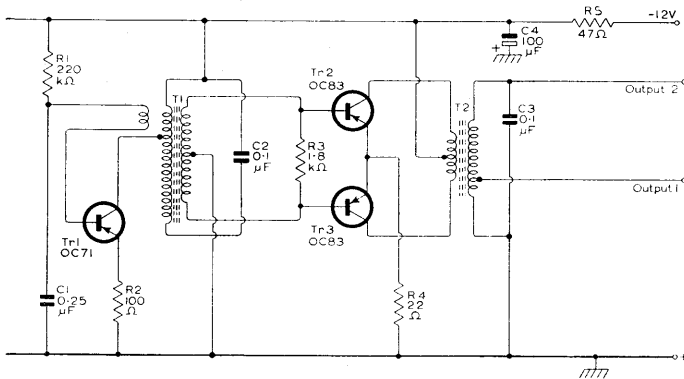 R5
47Ω
-12V
C4
100
μF
+
R1
220
kΩ
T1
Tr2
OC83
T2
Output 2
C3
0·1
μF
C2
0·1
μF
R3
1·8
kΩ
Output 1
Tr1
OC71
Tr3
OC83
C1
0·25
μF
R2
100
Ω
R4
22
Ω
+